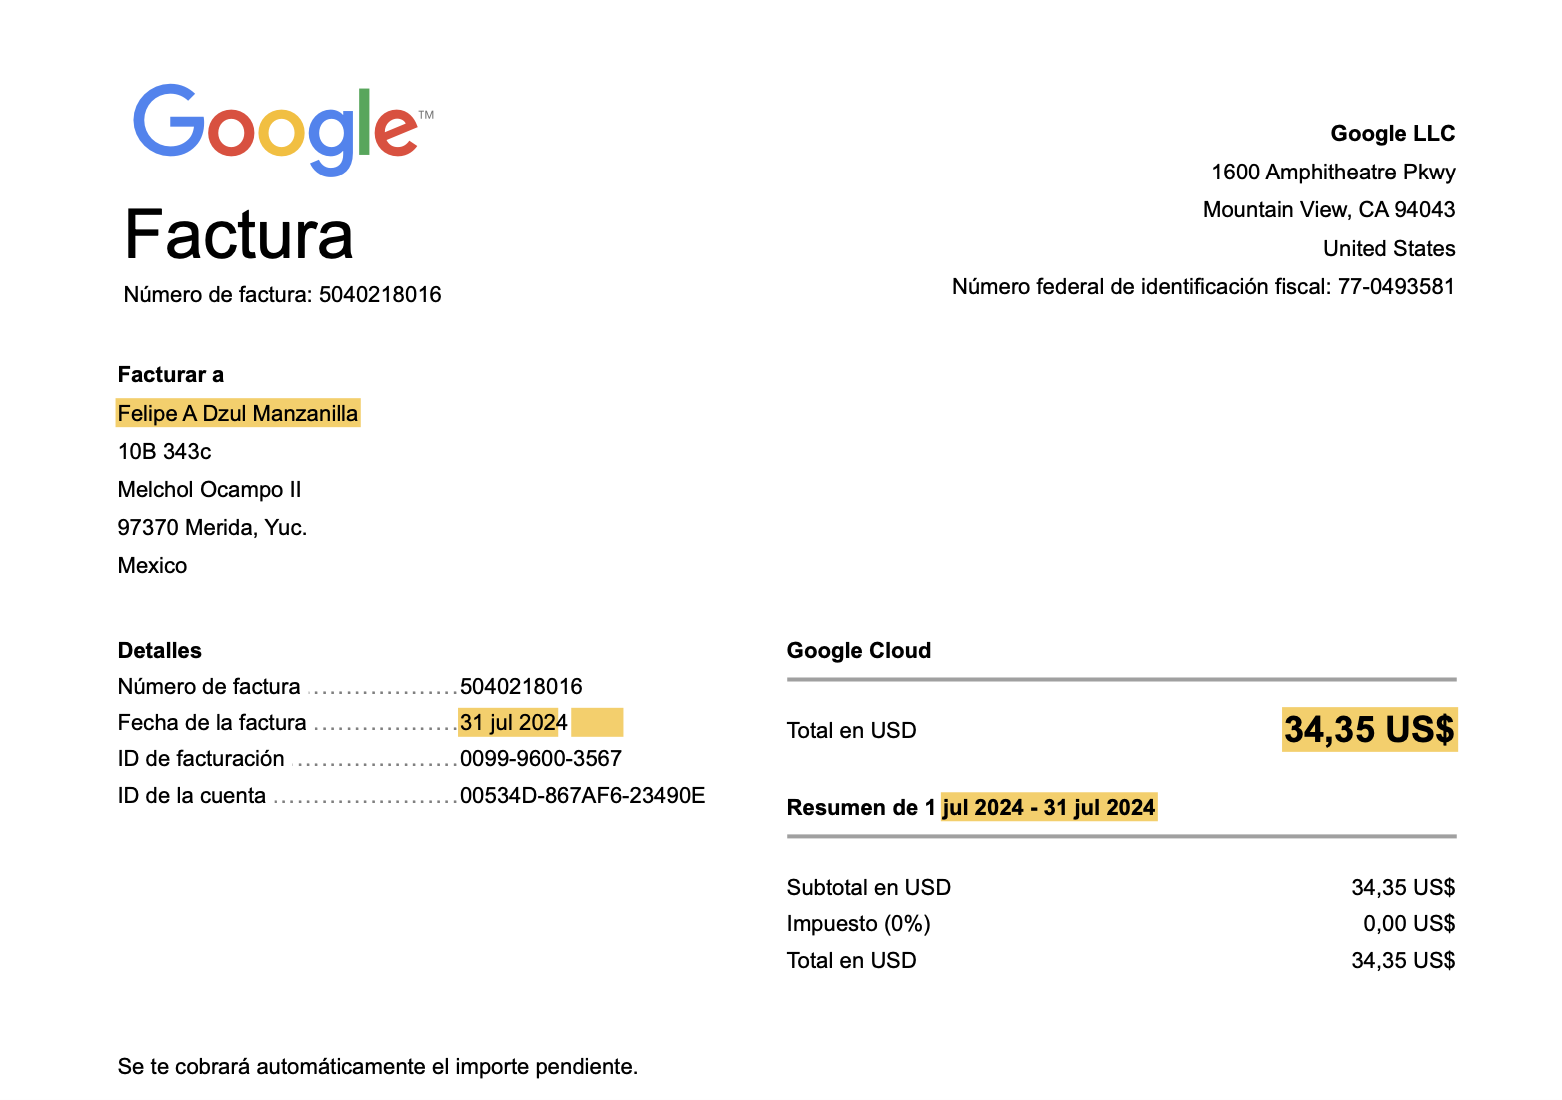 Google™
Factura
Número de factura: 5040218016
Google LLC
1600 Amphitheatre Pkwy
Mountain View, CA 94043
United States
Número federal de identificación fiscal: 77-0493581
Facturar a
Felipe A Dzul Manzanilla
10B 343c
Melchol Ocampo II
97370 Merida, Yuc.
Mexico
Detalles
Número de factura ...................5040218016
Fecha de la factura ..................31 jul 2024
ID de facturación ....................0099-9600-3567
ID de la cuenta .......................00534D-867AF6-23490E
Google Cloud
Total en USD 34,35 US$
Resumen de 1 jul 2024 - 31 jul 2024
Subtotal en USD 34,35 US$
Impuesto (0%) 0,00 US$
Total en USD 34,35 US$
Se te cobrará automáticamente el importe pendiente.